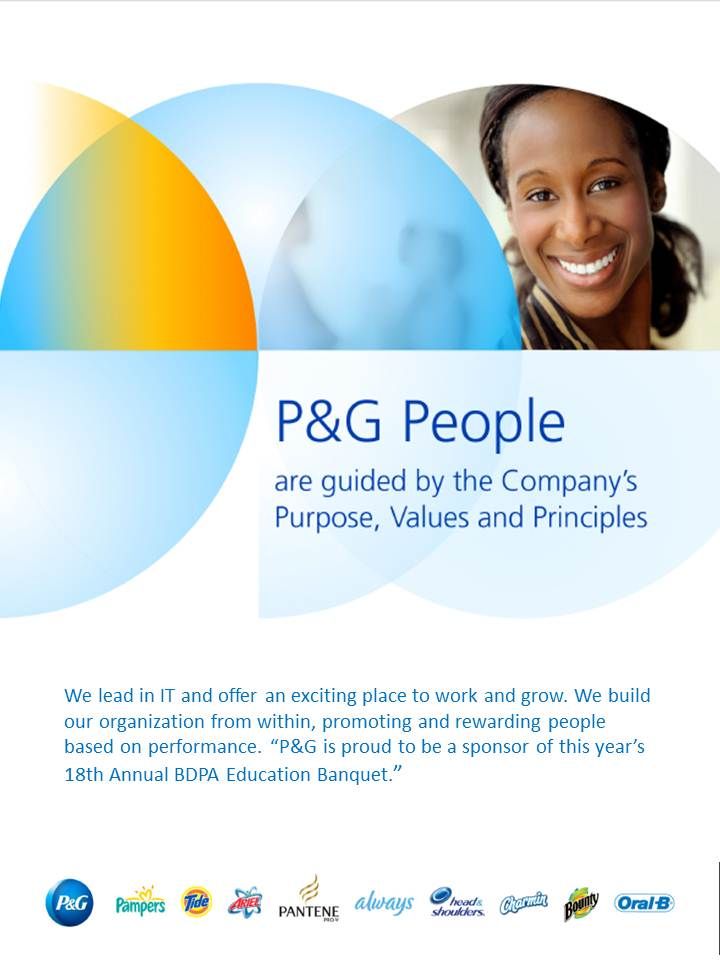 P&G People
are guided by the Company's
Purpose, Values and Principles
We lead in IT and offer an exciting place to work and grow. We build
our organization from within, promoting and rewarding people
based on performance. “P&G is proud to be a sponsor of this year’s
18th Annual BDPA Education Banquet.”
P&G Pampers Tide ARIEL PANTENE PRO-V always head& shoulders. Charmin Bounty Oral-B